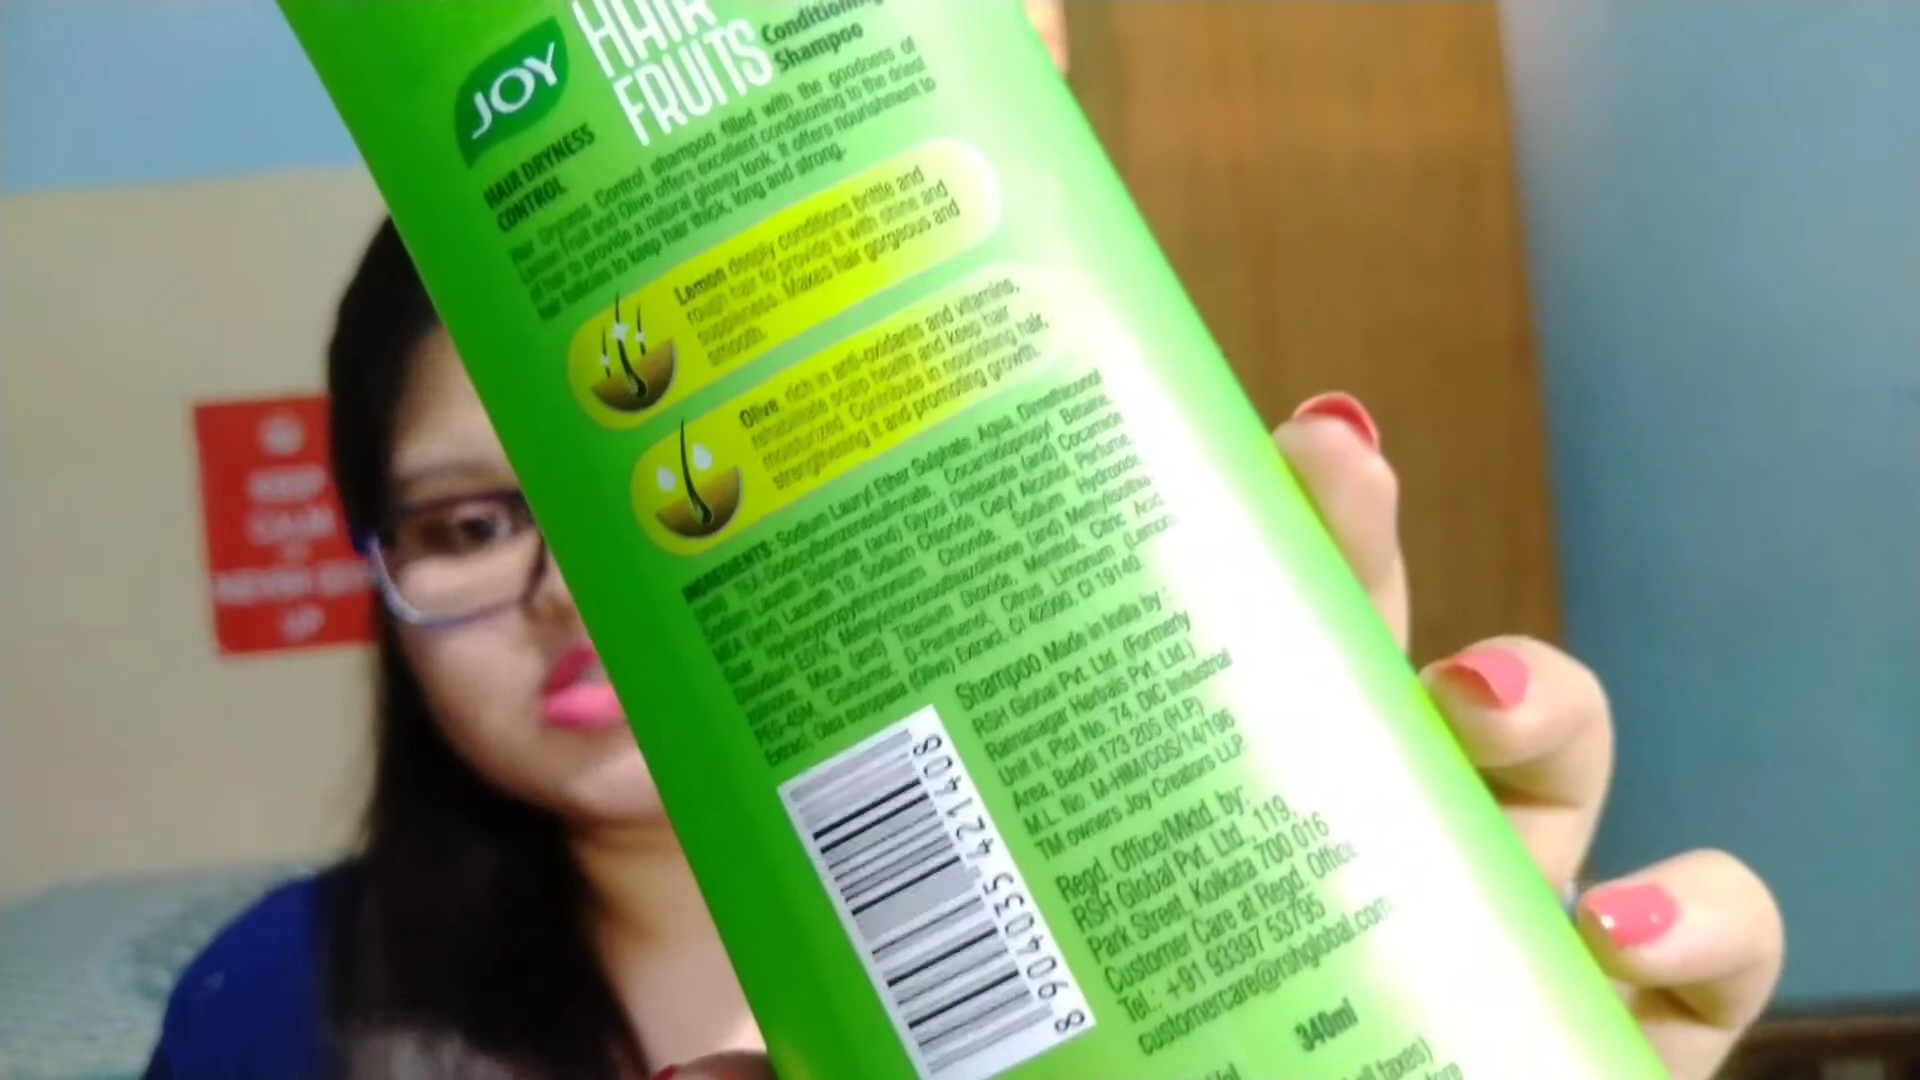 JOY
HAIR
FRUITS
Conditioning
Shampoo
HAIR DRYNESS
CONTROL
Hair Dryness Control shampoo filled with the goodness of
Lemon Fruit and Olive offers excellent conditioning to the driest
of hair to provide a natural glossy look. It offers nourishment to
hair follicles to keep hair thick, long and strong.
Lemon deeply conditions brittle and
rough hair to provide it with shine and
suppleness. Makes hair gorgeous and
smooth.
Olive, rich in anti-oxidants and vitamins,
rehabilitate scalp health and keep hair
moisturized. Contribute in nourishing hair,
strengthening it and promoting growth.
INGREDIENTS: Sodium Lauryl Ether Sulphate, Aqua, Dimethiconol
TEA-Dodecylbenzenesulfonate, Cocamidopropyl Betaine,
Sodium Laureth Sulphate (and) Glycol Distearate (and) Cocamide
MEA (and) Laureth 10, Sodium Chloride, Cetyl Alcohol, Perfume,
Hydroxypropyltrimonium Chloride, Sodium Hydroxide,
Disodium EDTA, Methylchloroisothiazolinone (and) Methylisothia-
zolinone, Mica (and) Titanium Dioxide, Menthol, Citric Acid,
PEG-45M, Carbomer, D-Panthenol, Citrus Limonum (Lemon)
Extract, Olea europaea (Olive) Extract, CI 42090, CI 19140.
8 904035 421408
Shampoo Made in India by :
RSH Global Pvt. Ltd. (Formerly
Ramanagar Herbals Pvt. Ltd.)
Unit II, Plot No. 74, DIC Industrial
Area, Baddi 173 205 (H.P)
M.L. No. M-HIM/COS/14/196
TM owners Joy Creators LLP.
Regd. Office/Mktd. by:
RSH Global Pvt. Ltd., 119,
Park Street, Kolkata 700 016
Customer Care at Regd. Office
Tel.: +91 93397 53795
customercare@rshglobal.com
340ml
taxes)
KEEP
CALM
NEVER
UP